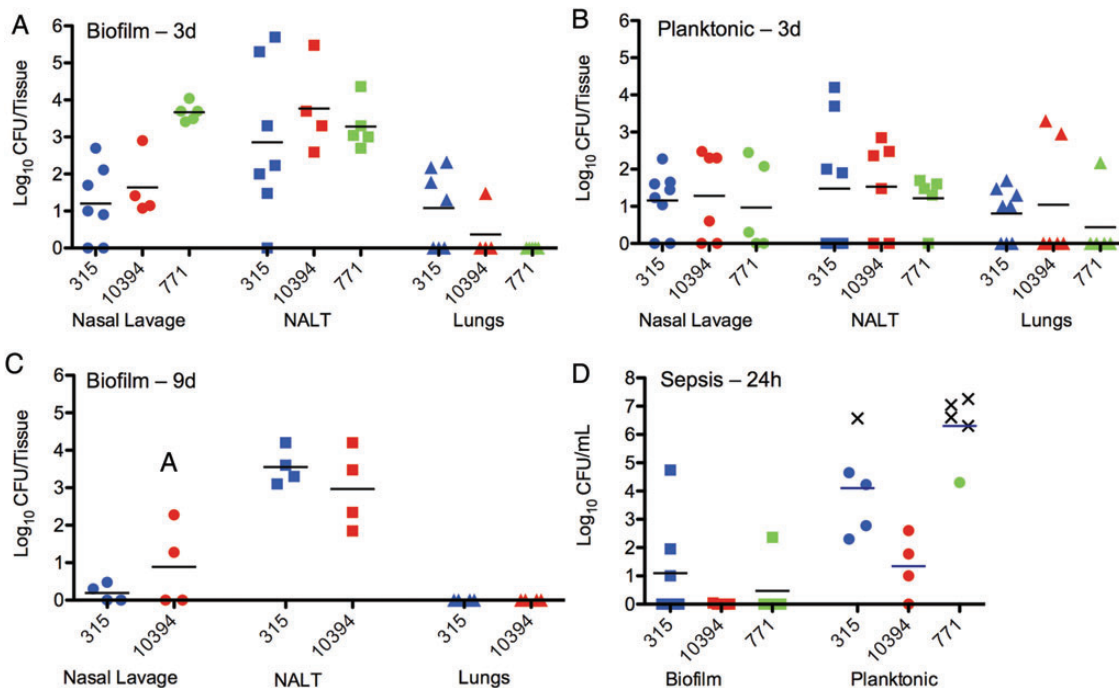 A
Biofilm – 3d
Log10 CFU/Tissue
6
5
4
3
2
1
0
315
10394
771
315
10394
771
315
10394
771
Nasal Lavage
NALT
Lungs
B
Planktonic – 3d
Log10 CFU/Tissue
6
5
4
3
2
1
0
315
10394
771
315
10394
771
315
10394
771
Nasal Lavage
NALT
Lungs
C
Biofilm – 9d
Log10 CFU/Tissue
6
5
4
3
2
1
0
A
315
10394
315
10394
315
10394
Nasal Lavage
NALT
Lungs
D
Sepsis – 24h
Log10 CFU/mL
8
7
6
5
4
3
2
1
0
315
10394
771
315
10394
771
Biofilm
Planktonic